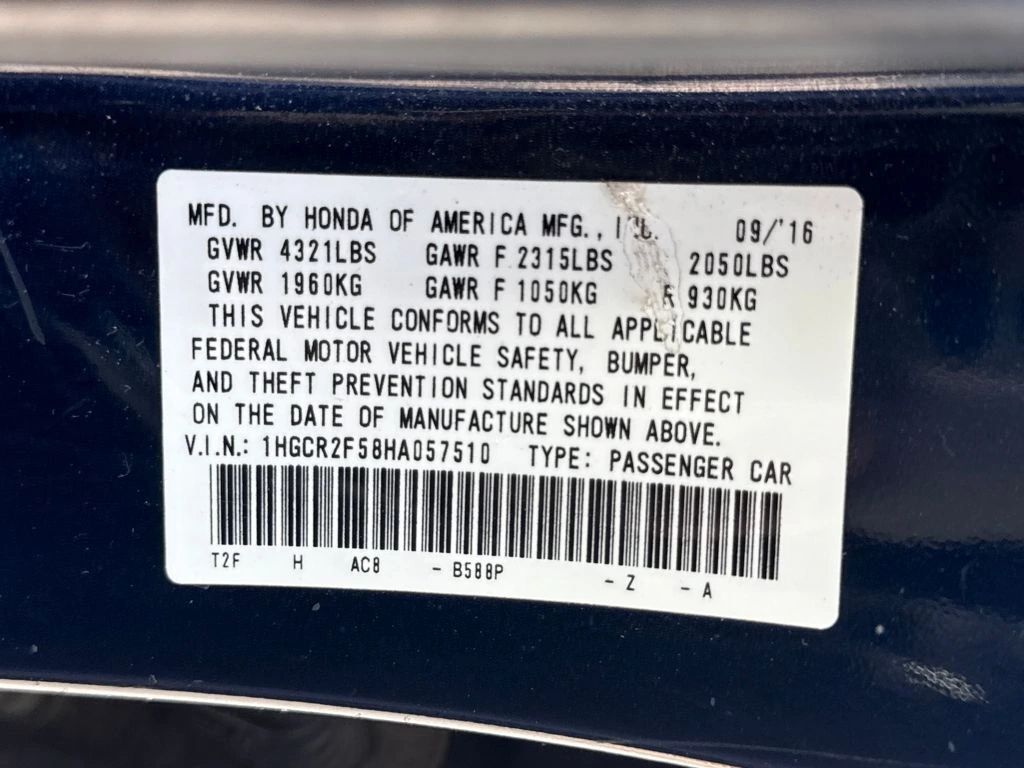 MFD. BY HONDA OF AMERICA MFG., INC. 09/'16
GVWR 4321LBS GAWR F 2315LBS 2050LBS
GVWR 1960KG GAWR F 1050KG R 930KG
THIS VEHICLE CONFORMS TO ALL APPLICABLE
FEDERAL MOTOR VEHICLE SAFETY, BUMPER,
AND THEFT PREVENTION STANDARDS IN EFFECT
ON THE DATE OF MANUFACTURE SHOWN ABOVE.
V.I.N.: 1HGCR2F58HA057510 TYPE: PASSENGER CAR
T2F H AC8 - B588P - Z - A